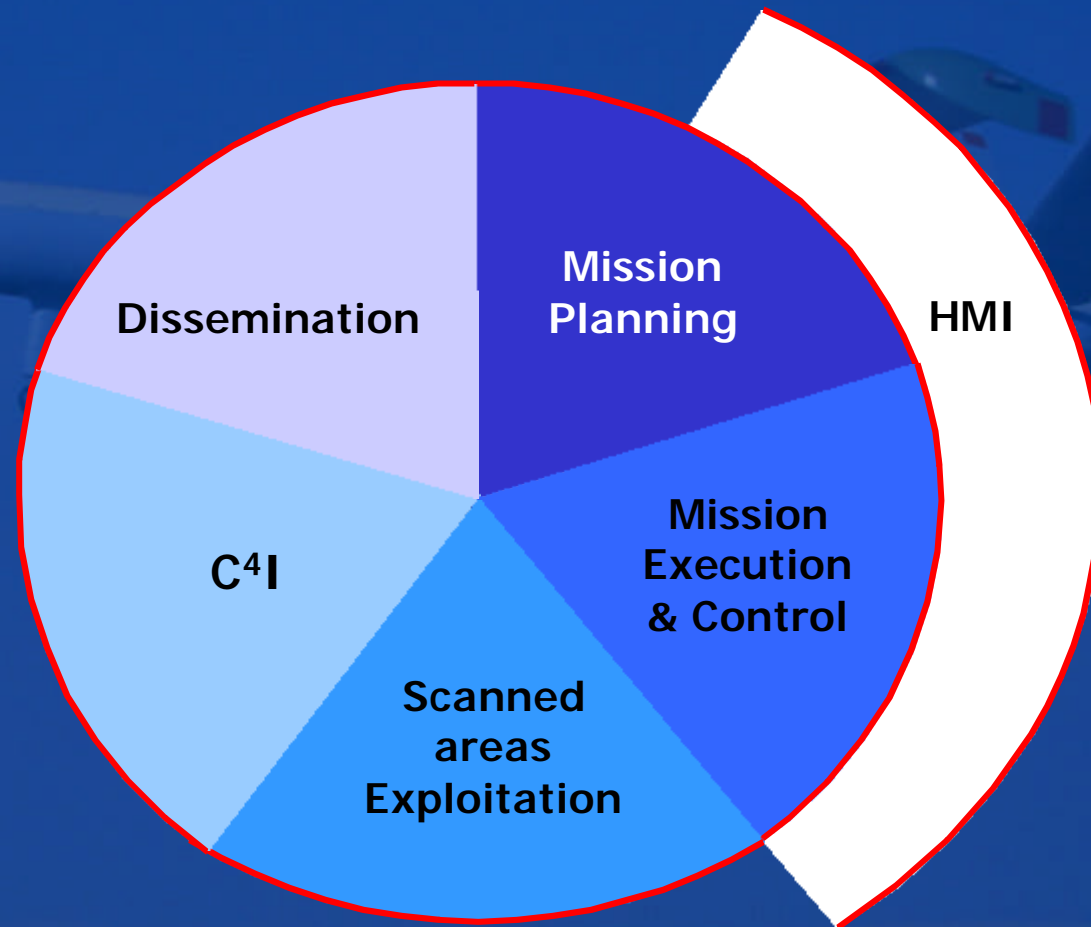 Mission
Planning
HMI
Dissemination
Mission
Execution
& Control
C⁴I
Scanned
areas
Exploitation